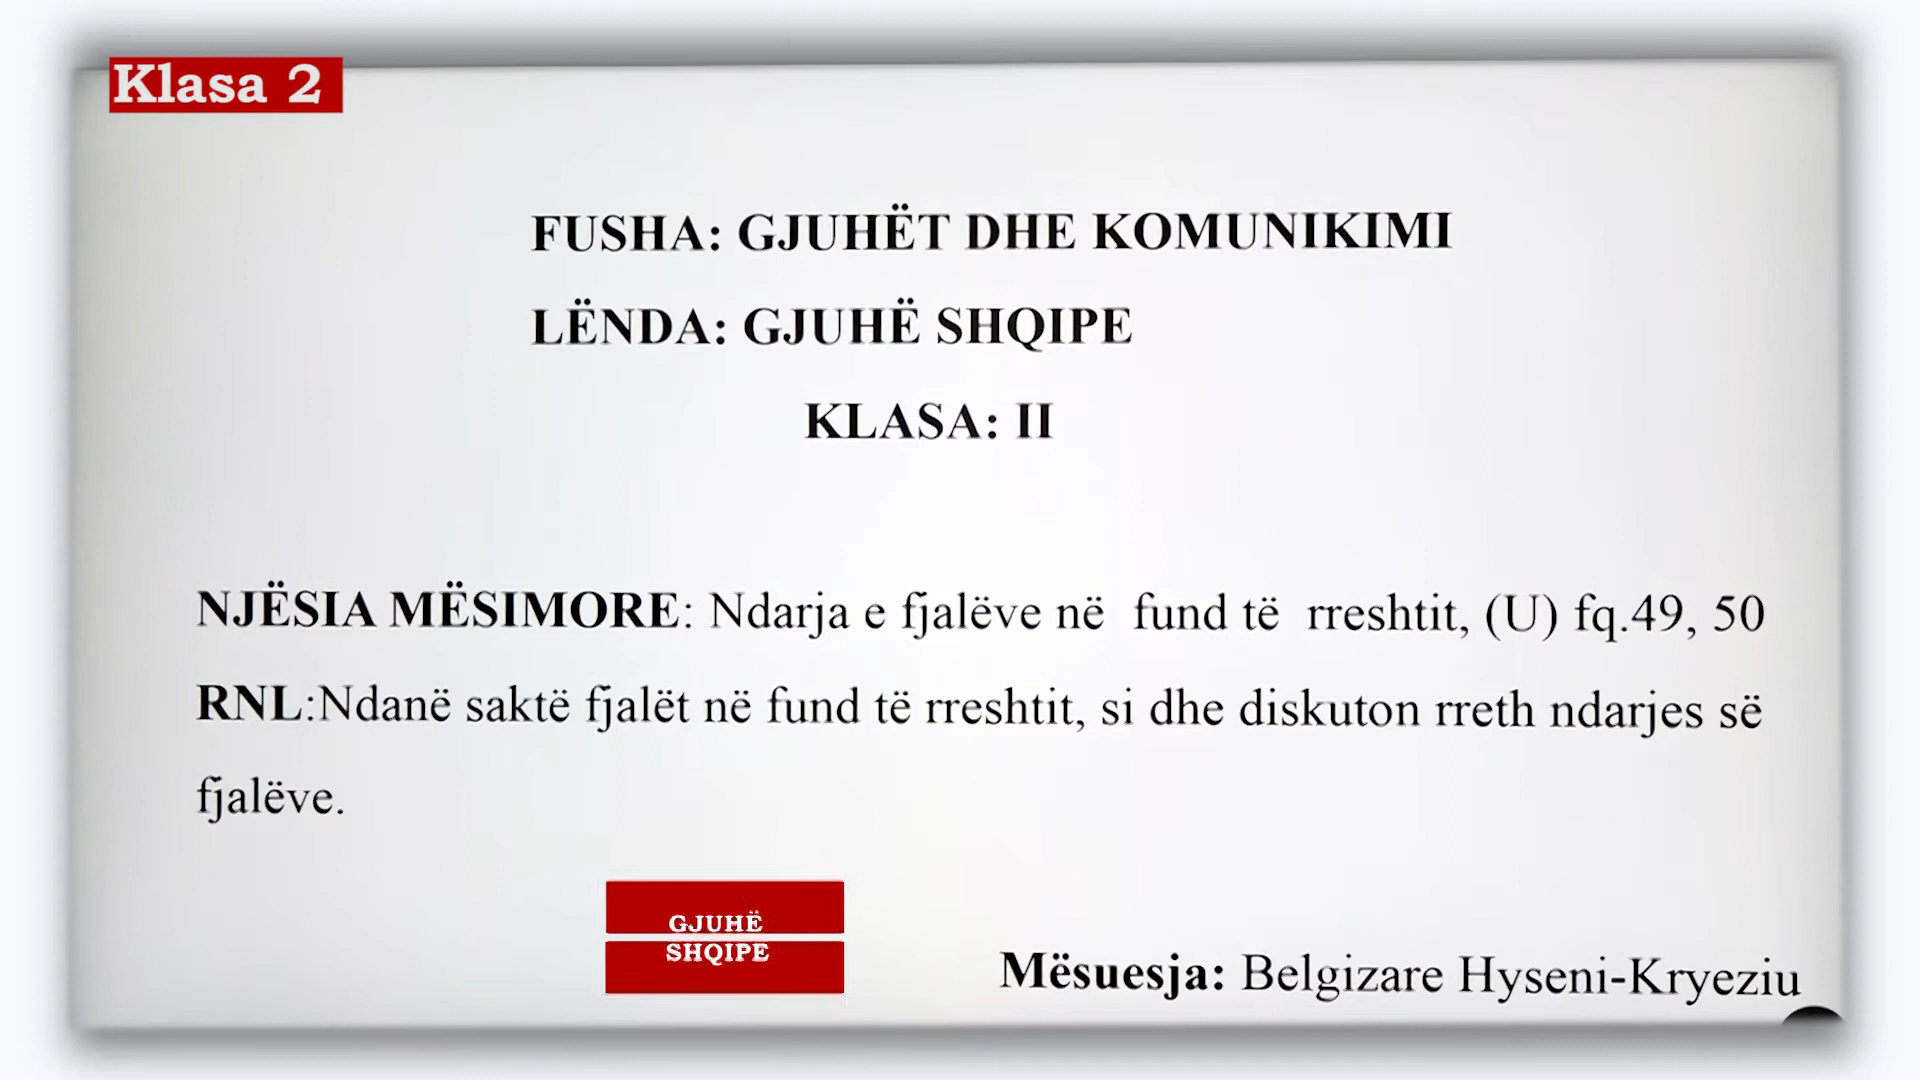 Klasa 2
FUSHA: GJUHËT DHE KOMUNIKIMI
LËNDA: GJUHË SHQIPE
KLASA: II
NJËSIA MËSIMORE: Ndarja e fjalëve në fund të rreshtit, (U) fq.49, 50
RNL:Ndanë saktë fjalët në fund të rreshtit, si dhe diskuton rreth ndarjes së
fjalëve.
GJUHË
SHQIPE
Mësuesja: Belgizare Hyseni-Kryeziu